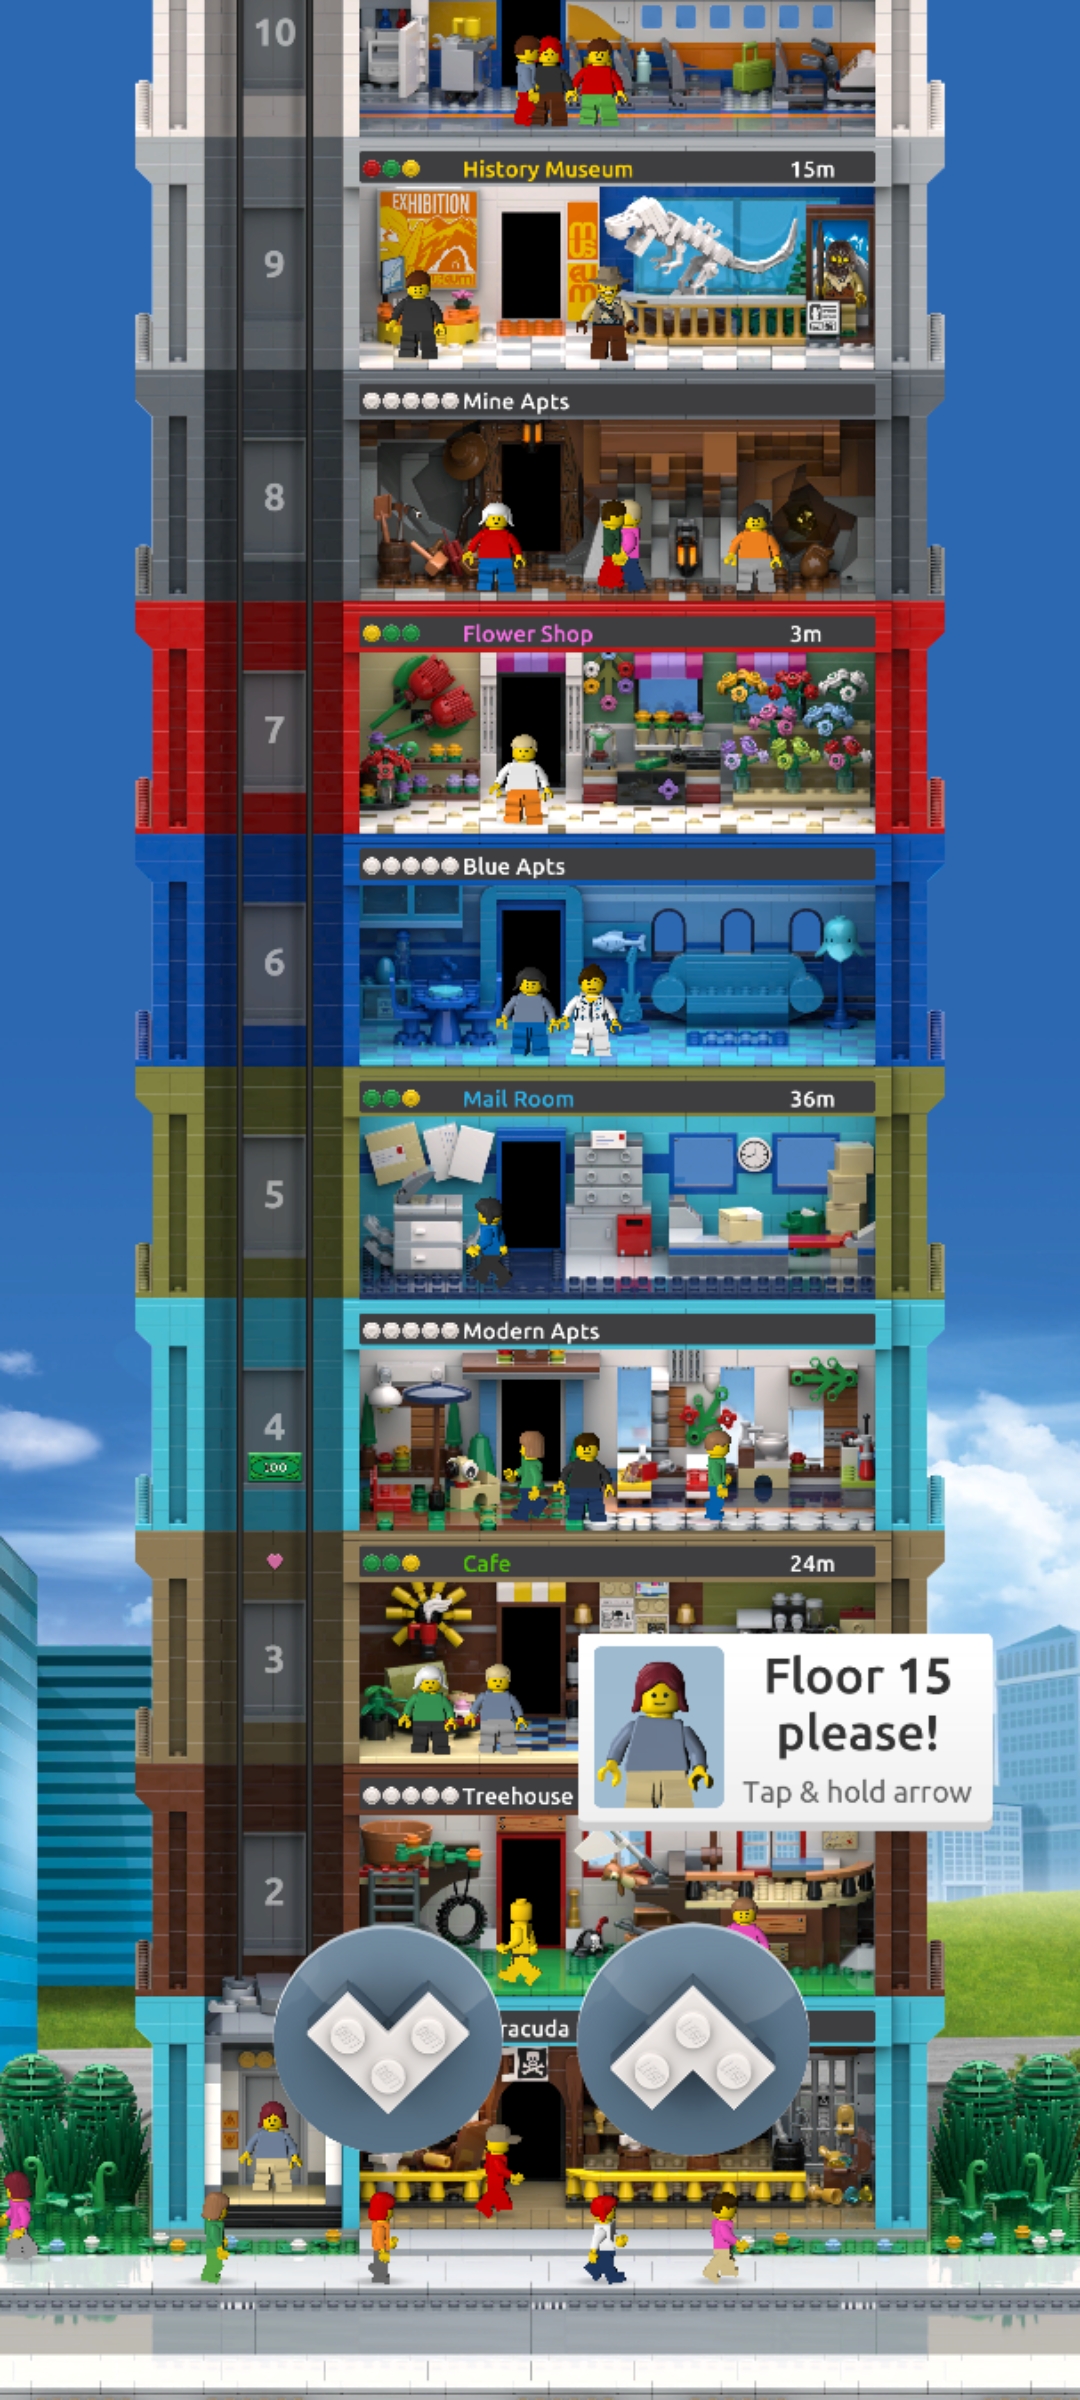 10
History Museum 15m
EXHIBITION
9
Mine Apts
8
Flower Shop 3m
7
Blue Apts
6
Mail Room 36m
5
Modern Apts
4
100
Cafe 24m
3
Floor 15
please!
Tap & hold arrow
Treehouse
2
racuda